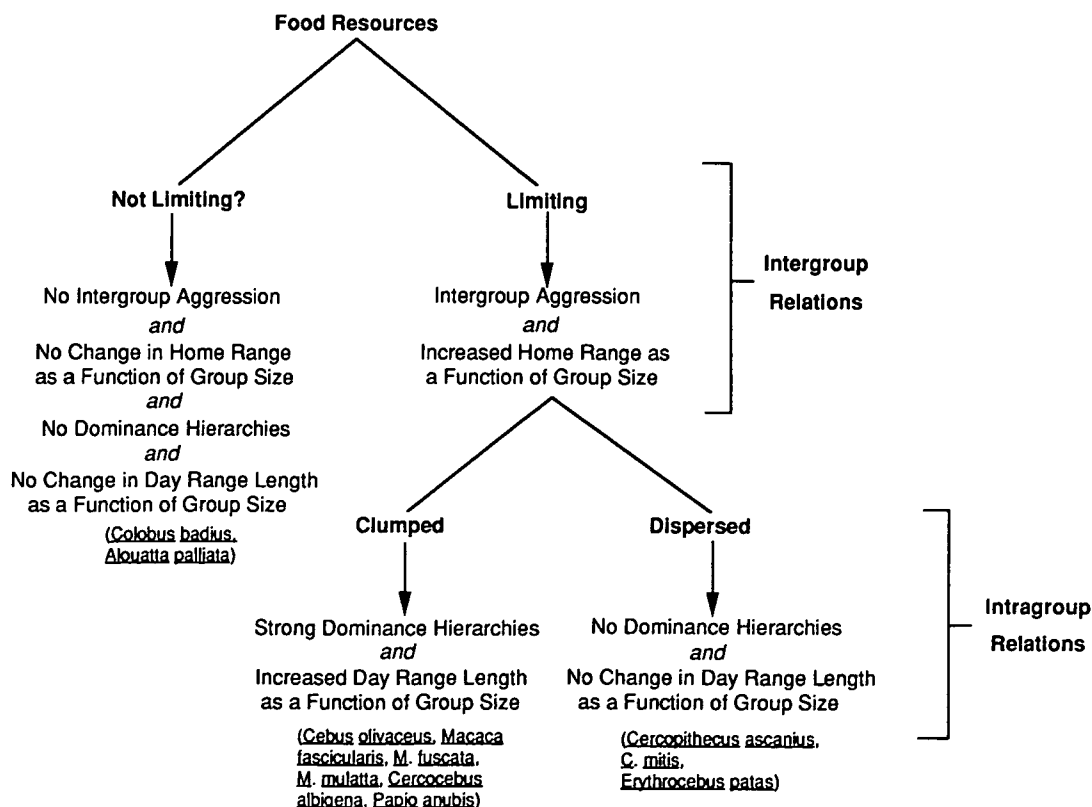 Food Resources
Not Limiting?
Limiting
No Intergroup Aggression
and
No Change in Home Range
as a Function of Group Size
and
No Dominance Hierarchies
and
No Change in Day Range Length
as a Function of Group Size
(Colobus badius,
Alouatta palliata)
Intergroup Aggression
and
Increased Home Range as
a Function of Group Size
Intergroup
Relations
Clumped
Dispersed
Strong Dominance Hierarchies
and
Increased Day Range Length
as a Function of Group Size
(Cebus olivaceus, Macaca
fascicularis, M. fuscata,
M. mulatta, Cercocebus
albigena, Papio anubis)
No Dominance Hierarchies
and
No Change in Day Range Length
as a Function of Group Size
(Cercopithecus ascanius,
C. mitis,
Erythrocebus patas)
Intragroup
Relations